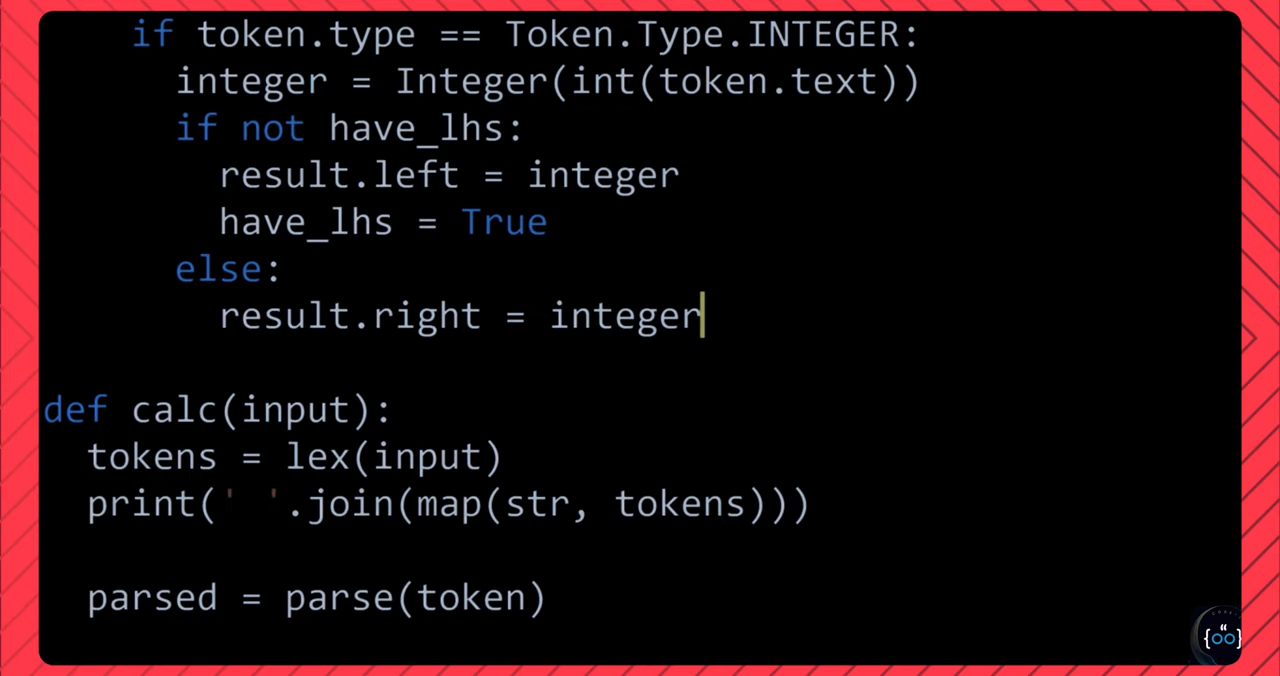 if token.type == Token.Type.INTEGER:
integer = Integer(int(token.text))
if not have_lhs:
result.left = integer
have_lhs = True
else:
result.right = integer
def calc(input):
tokens = lex(input)
print(' '.join(map(str, tokens)))
parsed = parse(token)